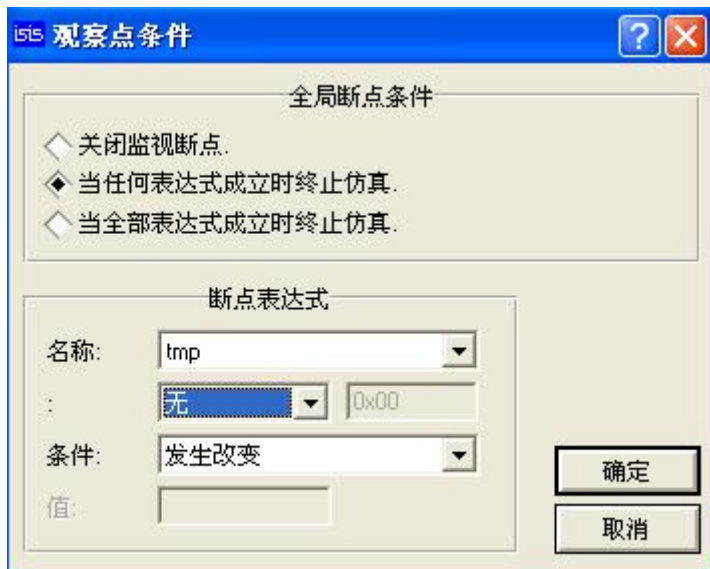 isis 观察点条件
全局断点条件
关闭监视断点.
当任何表达式成立时终止仿真.
当全部表达式成立时终止仿真.
断点表达式
名称: tmp
: 无 0x00
条件: 发生改变
值:
确定
取消